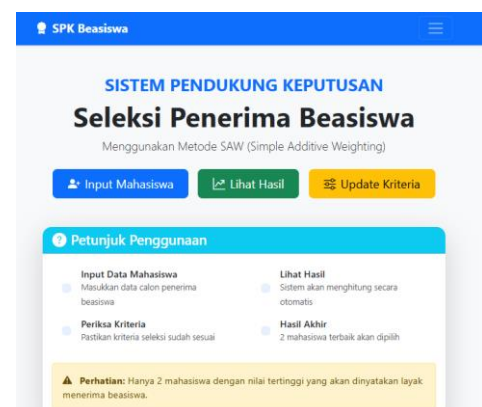 SPK Beasiswa
SISTEM PENDUKUNG KEPUTUSAN
Seleksi Penerima Beasiswa
Menggunakan Metode SAW (Simple Additive Weighting)
Input Mahasiswa
Lihat Hasil
Update Kriteria
Petunjuk Penggunaan
Input Data Mahasiswa
Masukkan data calon penerima
beasiswa
Lihat Hasil
Sistem akan menghitung secara
otomatis
Periksa Kriteria
Pastikan kriteria seleksi sudah sesuai
Hasil Akhir
2 mahasiswa terbaik akan dipilih
Perhatian: Hanya 2 mahasiswa dengan nilai tertinggi yang akan dinyatakan layak
menerima beasiswa.